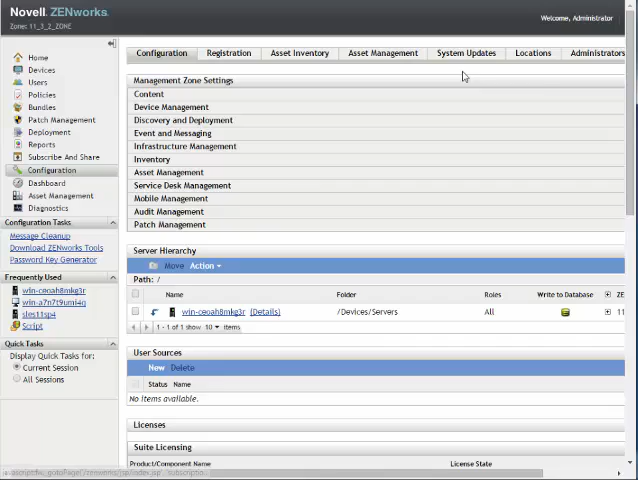 Novell ZENworks.
Zone: 11_3_2_ZONE
Welcome, Administrator
Home
Devices
Users
Policies
Bundles
Patch Management
Deployment
Reports
Subscribe And Share
Configuration
Dashboard
Asset Management
Diagnostics
Configuration Tasks
Message Cleanup
Download ZENworks Tools
Password Key Generator
Frequently Used
win-ceoah8mkg3r
win-a7n7t9umi4q
sles11sp4
Script
Quick Tasks
Display Quick Tasks for:
Current Session
All Sessions
Configuration Registration Asset Inventory Asset Management System Updates Locations Administrators
Management Zone Settings
Content
Device Management
Discovery and Deployment
Event and Messaging
Infrastructure Management
Inventory
Asset Management
Service Desk Management
Mobile Management
Audit Management
Patch Management
Server Hierarchy
Move Action
Path: /
Name Folder Roles Write to Database ZE
win-ceoah8mkg3r (Details) /Devices/Servers All 11
1 - 1 of 1 show 10 items
User Sources
New Delete
Status Name
No items available.
Licenses
Suite Licensing
Product/Component Name License State